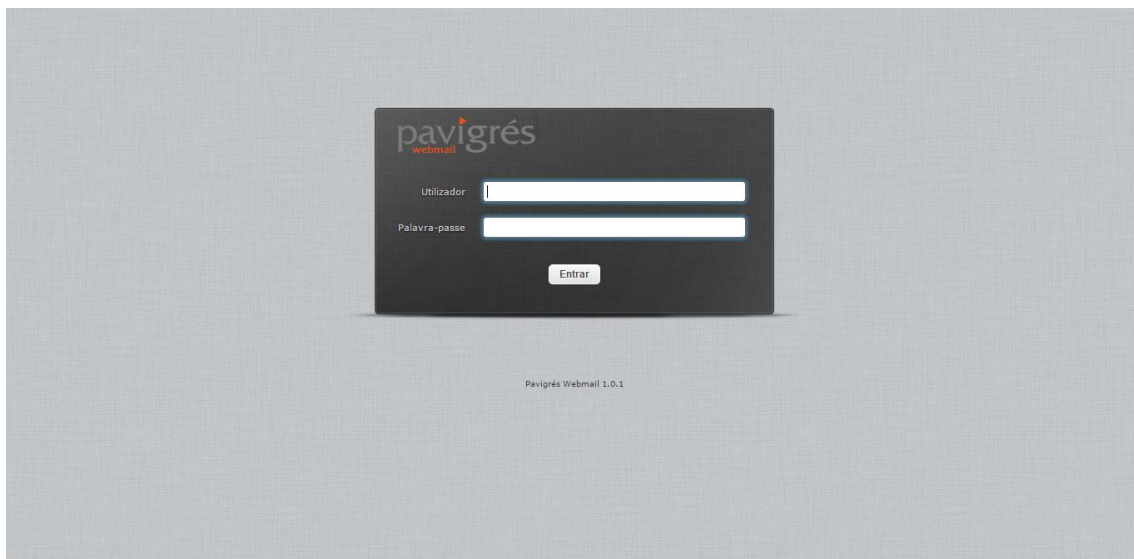 pavigrés
webmail
Utilizador
Palavra-passe
Entrar
Pavigrés Webmail 1.0.1